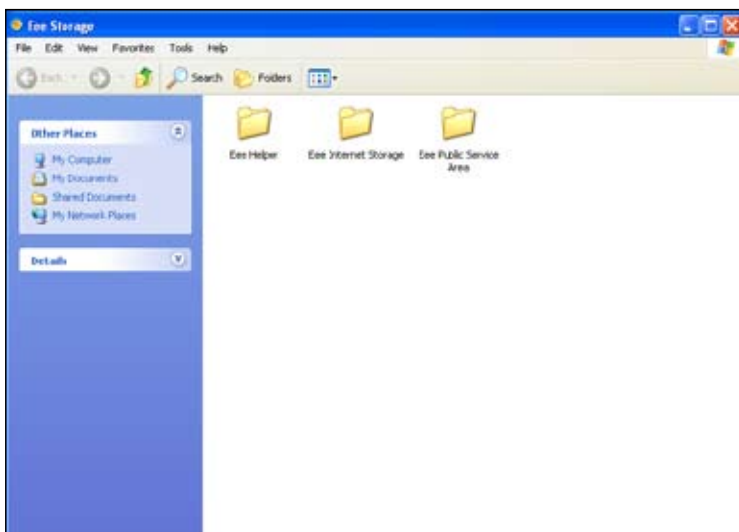 Eee Storage
File Edit View Favorites Tools Help
Back Search Folders
Other Places
My Computer
My Documents
Shared Documents
My Network Places
Details
Eee Helper
Eee Internet Storage
Eee Public Service
Area